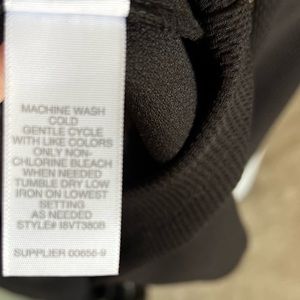 MACHINE WASH
COLD
GENTLE CYCLE
WITH LIKE COLORS
ONLY NON-
CHLORINE BLEACH
WHEN NEEDED
TUMBLE DRY LOW
IRON ON LOWEST
SETTING
AS NEEDED
STYLE# I8VT380B
SUPPLIER 00656-9